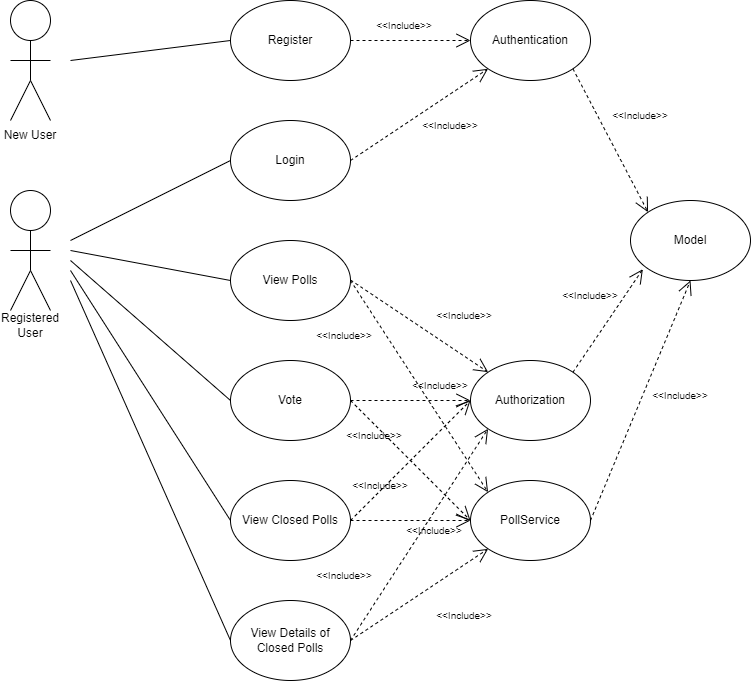 Register
<<Include>>
Authentication
<<Include>>
<<Include>>
New User
Login
Model
View Polls
Registered
User
<<Include>>
<<Include>>
<<Include>>
<<Include>>
Vote
Authorization
<<Include>>
<<Include>>
<<Include>>
View Closed Polls
PollService
<<Include>>
<<Include>>
<<Include>>
View Details of
Closed Polls